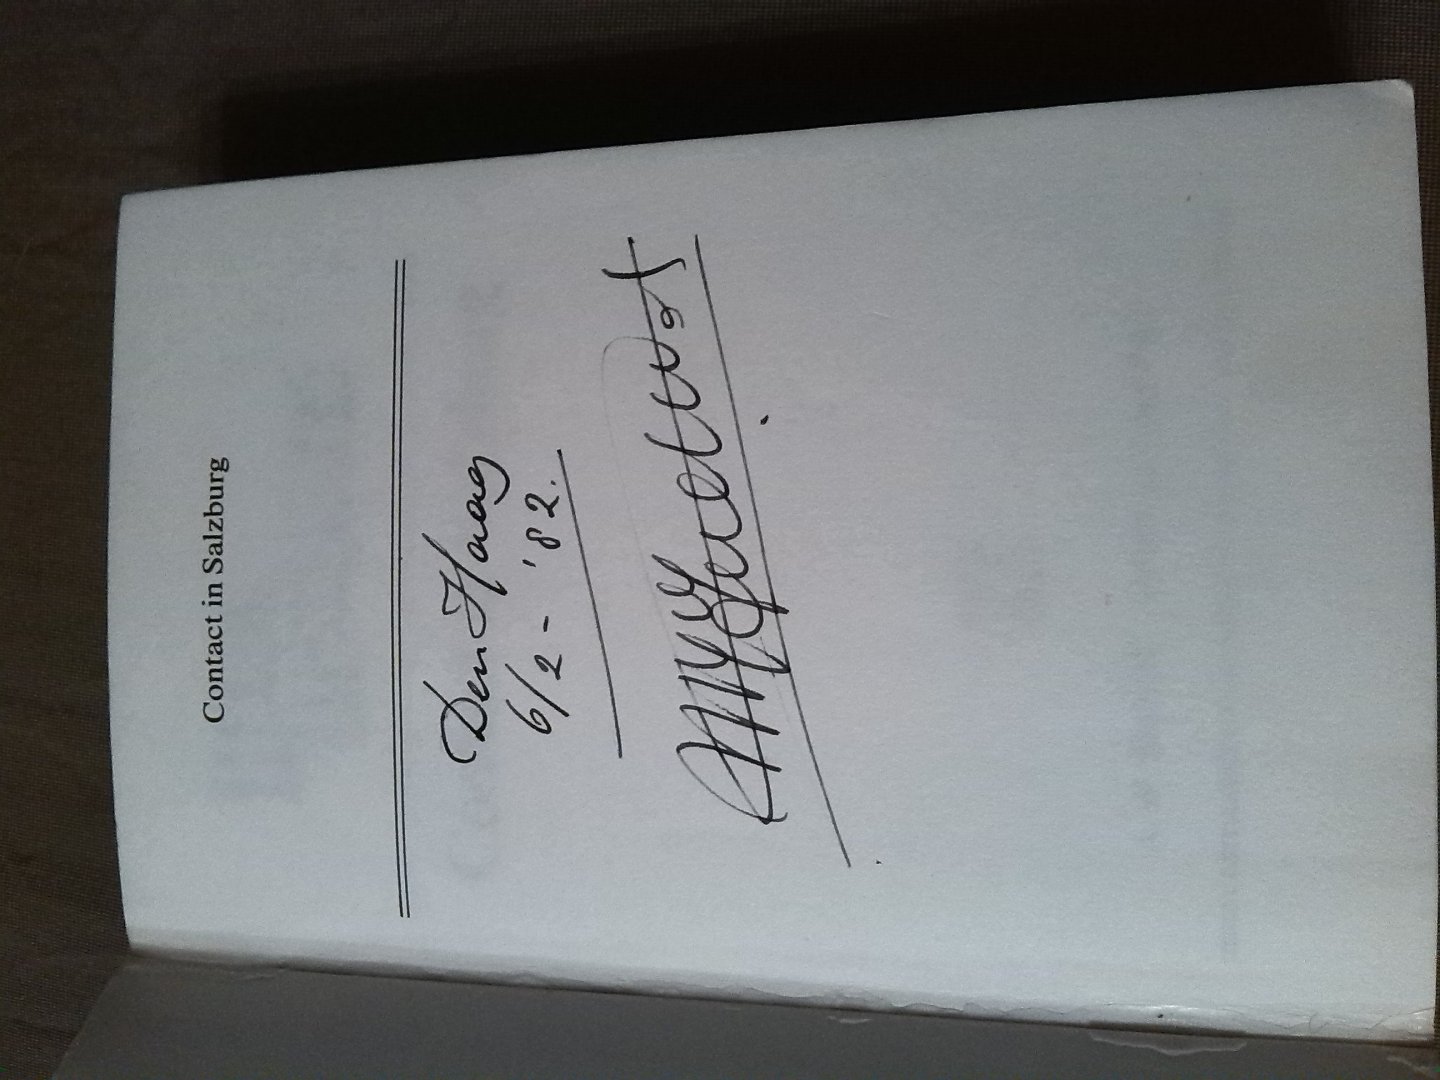 Contact in Salzburg
Den Haag
6/2 - '82.